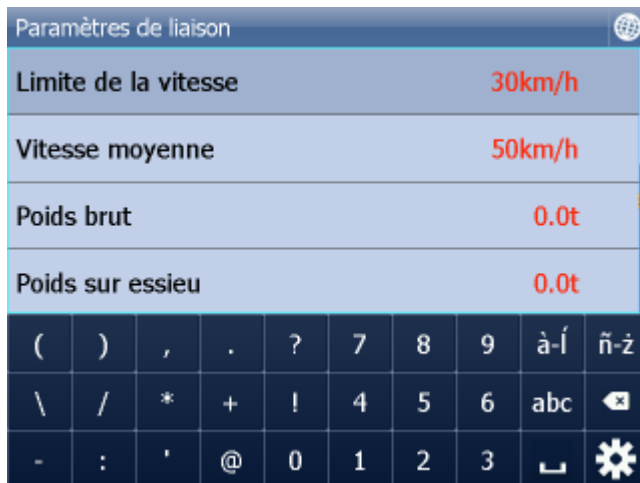 Paramètres de liaison
Limite de la vitesse 30km/h
Vitesse moyenne 50km/h
Poids brut 0.0t
Poids sur essieu 0.0t
( ) , . ? 7 8 9 à-Í ñ-ż
\ / * + ! 4 5 6 abc
- : ' @ 0 1 2 3